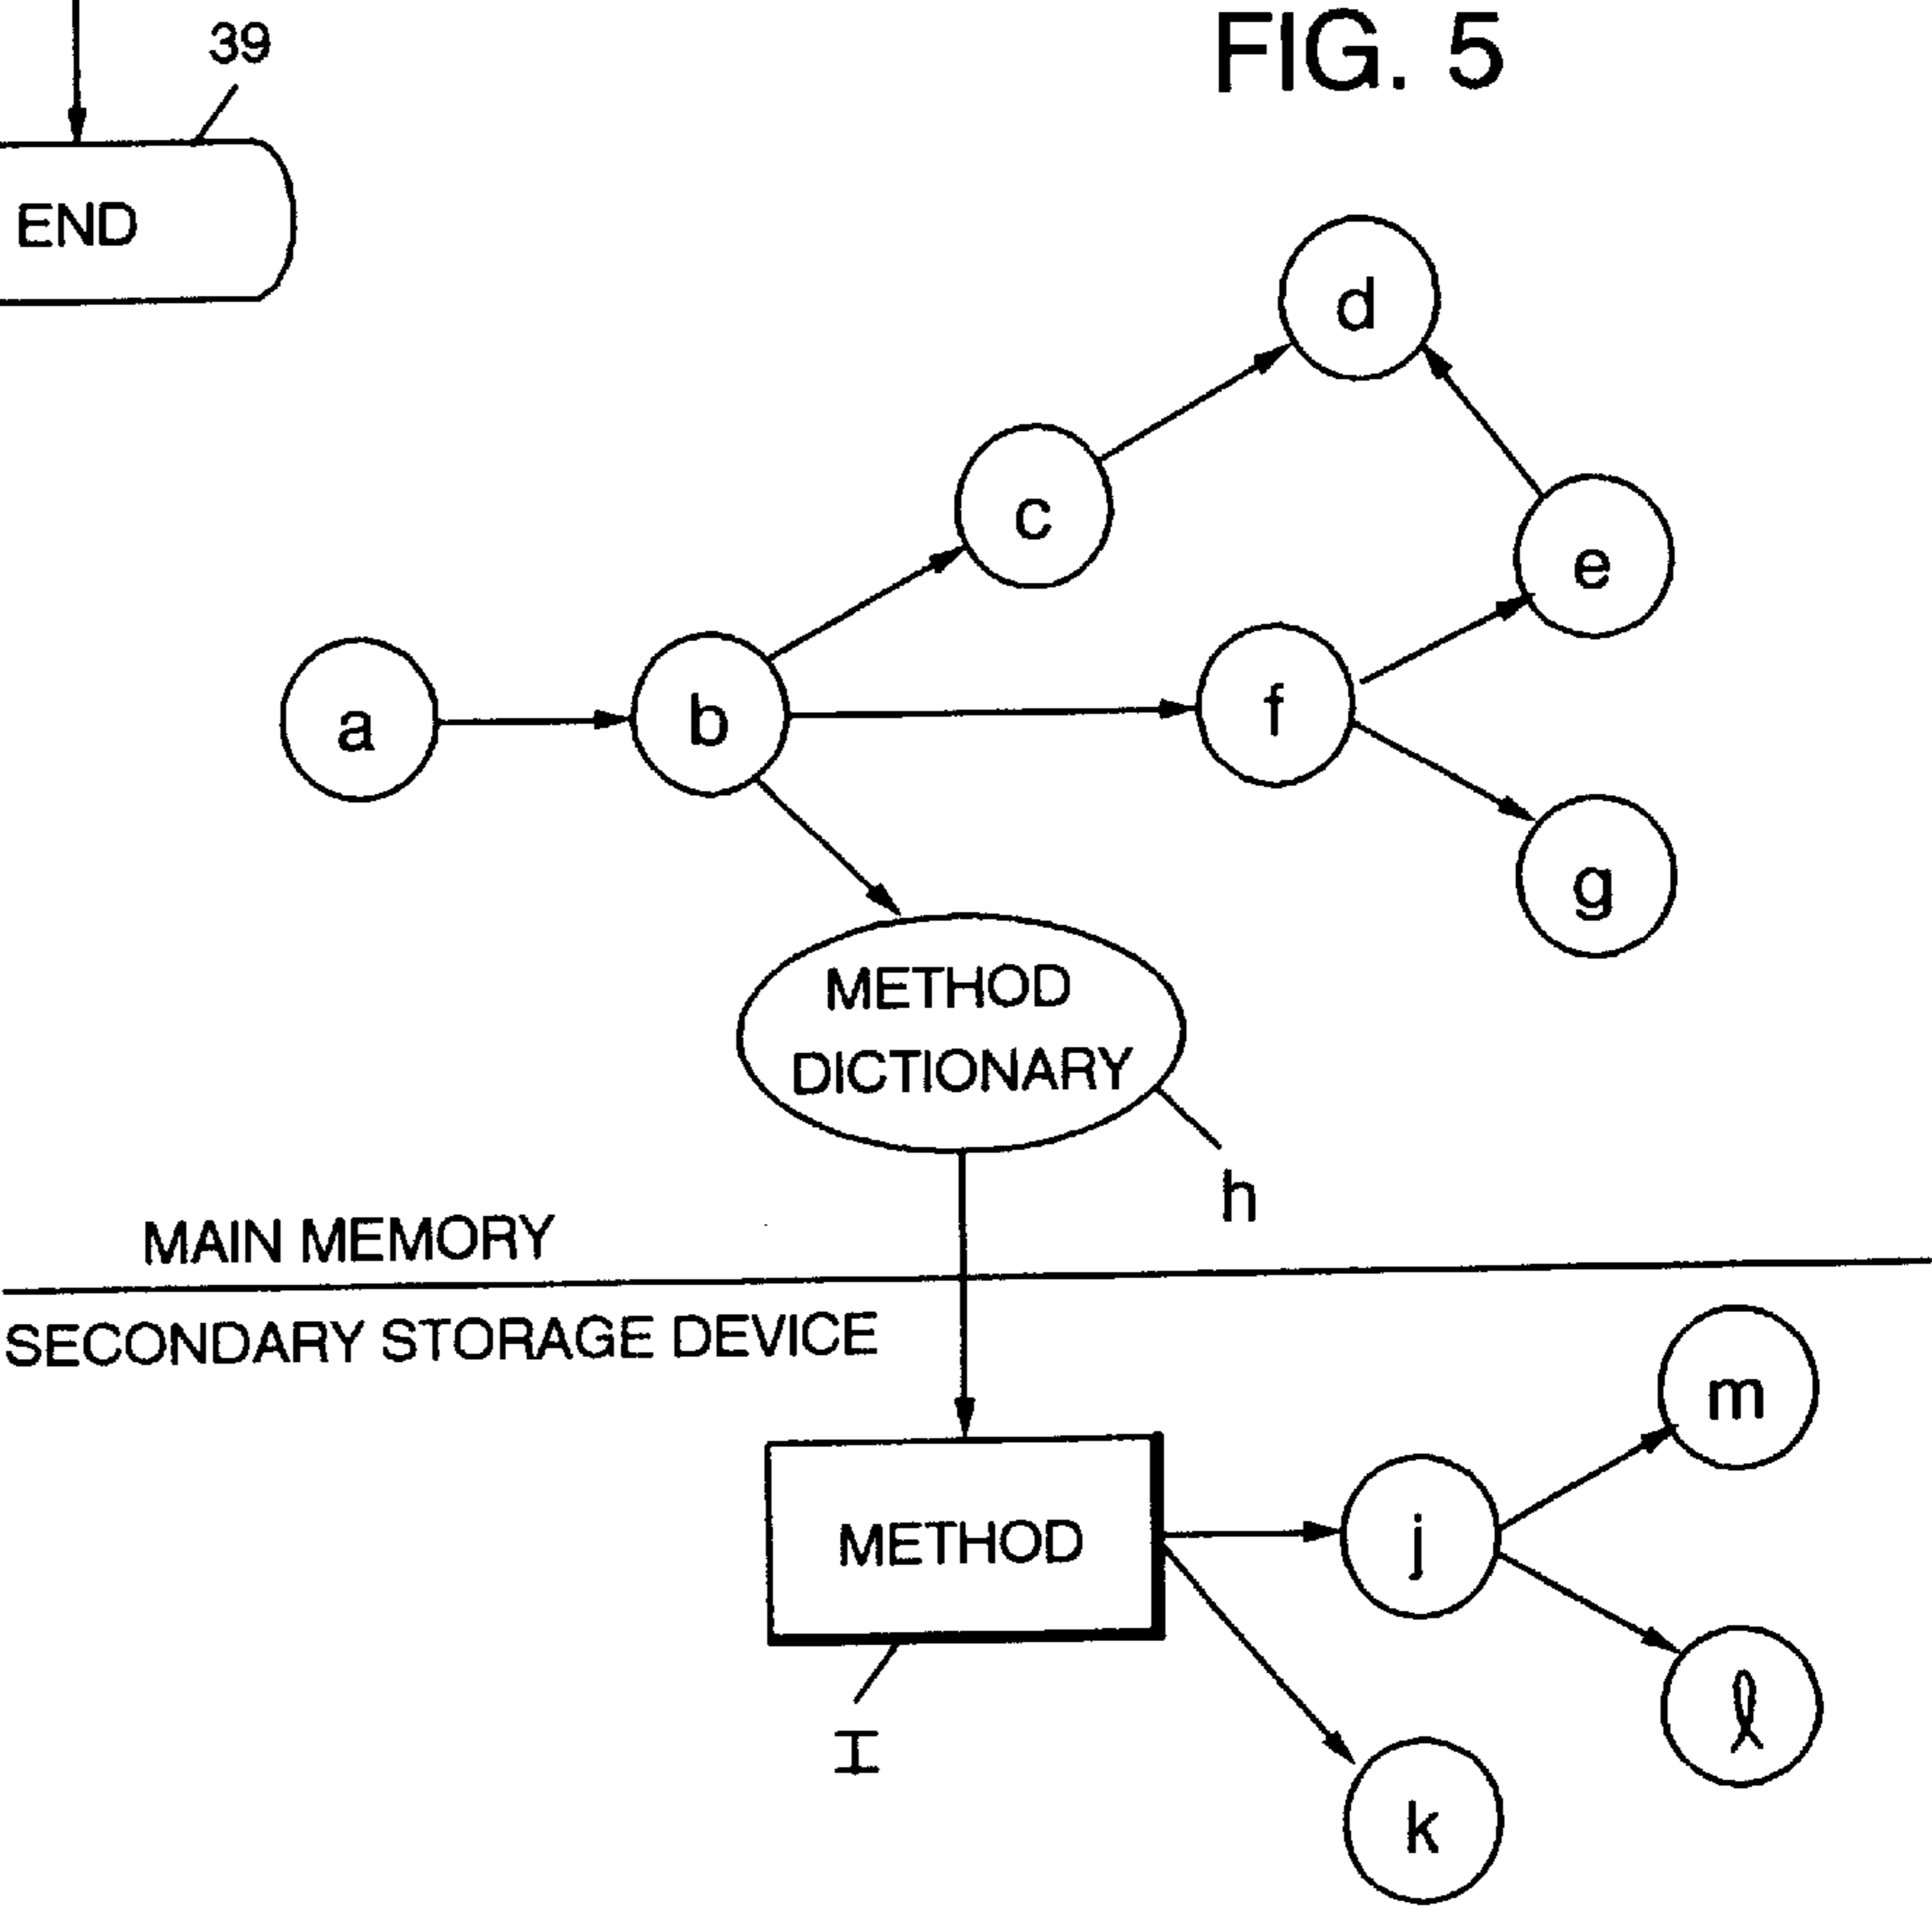 39
FIG. 5
END
d
c
e
a
b
f
g
METHOD
DICTIONARY
h
MAIN MEMORY
SECONDARY STORAGE DEVICE
m
METHOD
j
ℓ
I
k